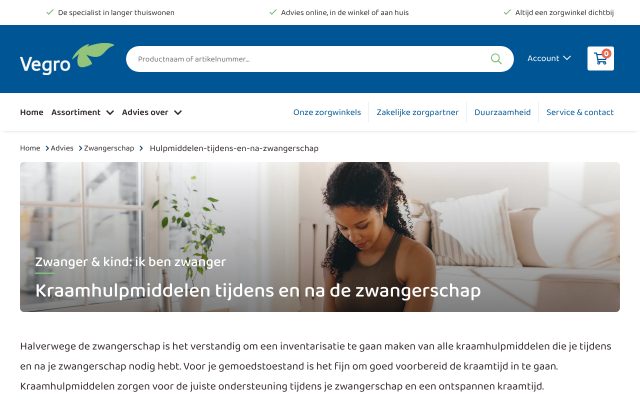 De specialist in langer thuiswonen
Advies online, in de winkel of aan huis
Altijd een zorgwinkel dichtbij
Vegro
Productnaam of artikelnummer...
Account
0
Home
Assortiment
Advies over
Onze zorgwinkels
Zakelijke zorgpartner
Duurzaamheid
Service & contact
Home > Advies > Zwangerschap > Hulpmiddelen-tijdens-en-na-zwangerschap
Zwanger & kind: ik ben zwanger
Kraamhulpmiddelen tijdens en na de zwangerschap
Halverwege de zwangerschap is het verstandig om een inventarisatie te gaan maken van alle kraamhulpmiddelen die je tijdens
en na je zwangerschap nodig hebt. Voor je gemoedstoestand is het fijn om goed voorbereid de kraamtijd in te gaan.
Kraamhulpmiddelen zorgen voor de juiste ondersteuning tijdens je zwangerschap en een ontspannen kraamtijd.